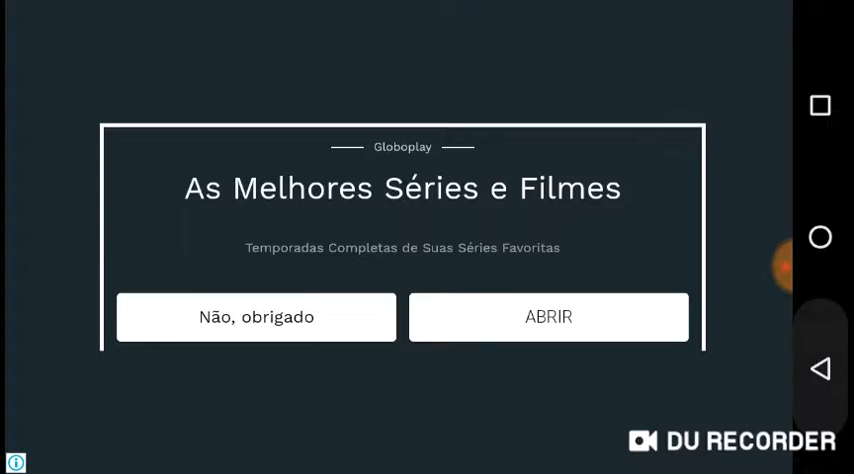 Globoplay
As Melhores Séries e Filmes
Temporadas Completas de Suas Séries Favoritas
Não, obrigado
ABRIR
DU RECORDER